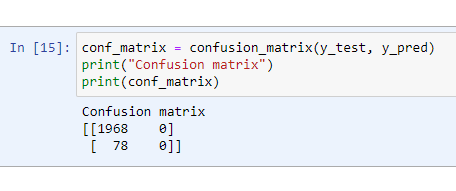 In [15]: conf_matrix = confusion_matrix(y_test, y_pred)
print("Confusion matrix")
print(conf_matrix)
Confusion matrix
[[1968    0]
 [  78    0]]